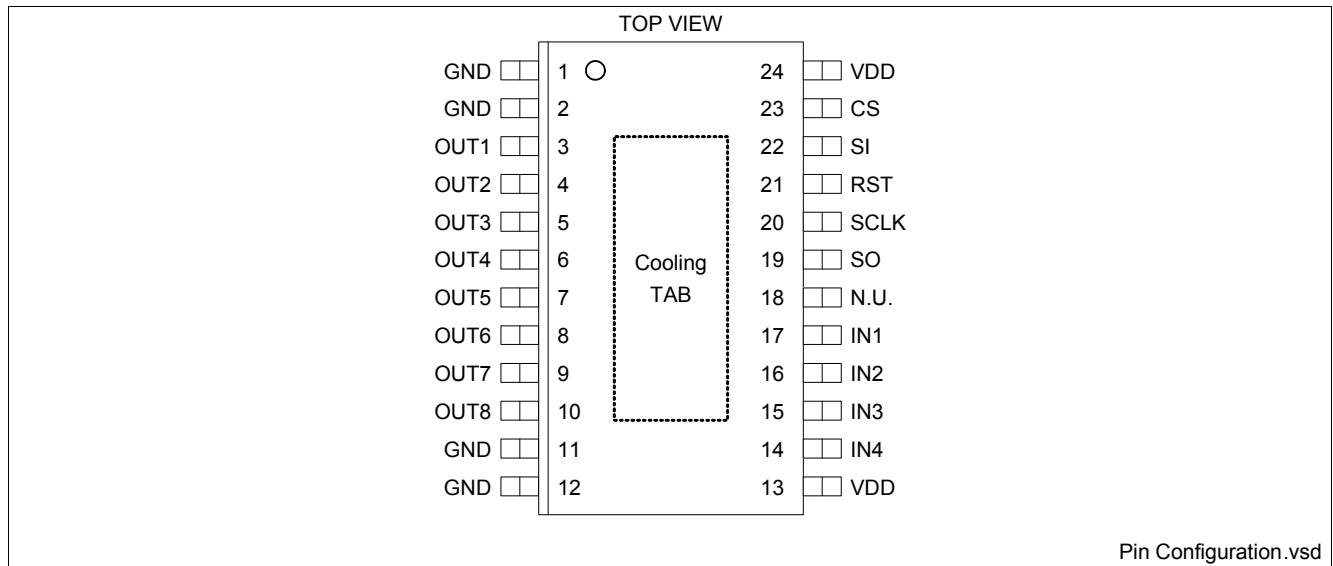 TOP VIEW
GND 1 24 VDD
GND 2 23 CS
OUT1 3 22 SI
OUT2 4 21 RST
OUT3 5 20 SCLK
OUT4 6 Cooling 19 SO
OUT5 7 TAB 18 N.U.
OUT6 8 17 IN1
OUT7 9 16 IN2
OUT8 10 15 IN3
GND 11 14 IN4
GND 12 13 VDD
Pin Configuration.vsd